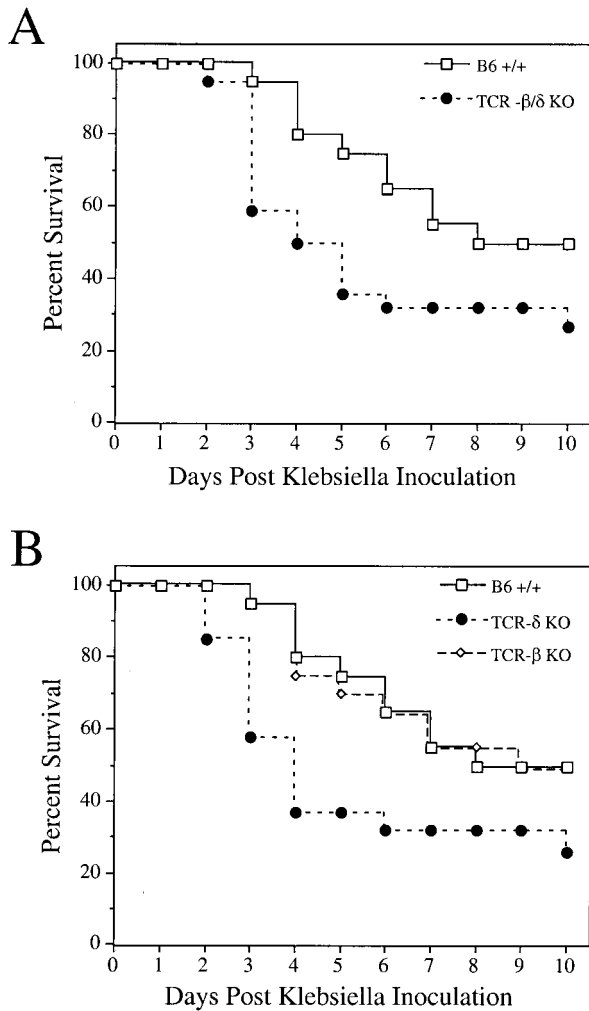 A
100
80
60
40
20
0
Percent Survival
B6 +/+
TCR -β/δ KO
0 1 2 3 4 5 6 7 8 9 10
Days Post Klebsiella Inoculation
B
100
80
60
40
20
0
Percent Survival
B6 +/+
TCR-δ KO
TCR-β KO
0 1 2 3 4 5 6 7 8 9 10
Days Post Klebsiella Inoculation